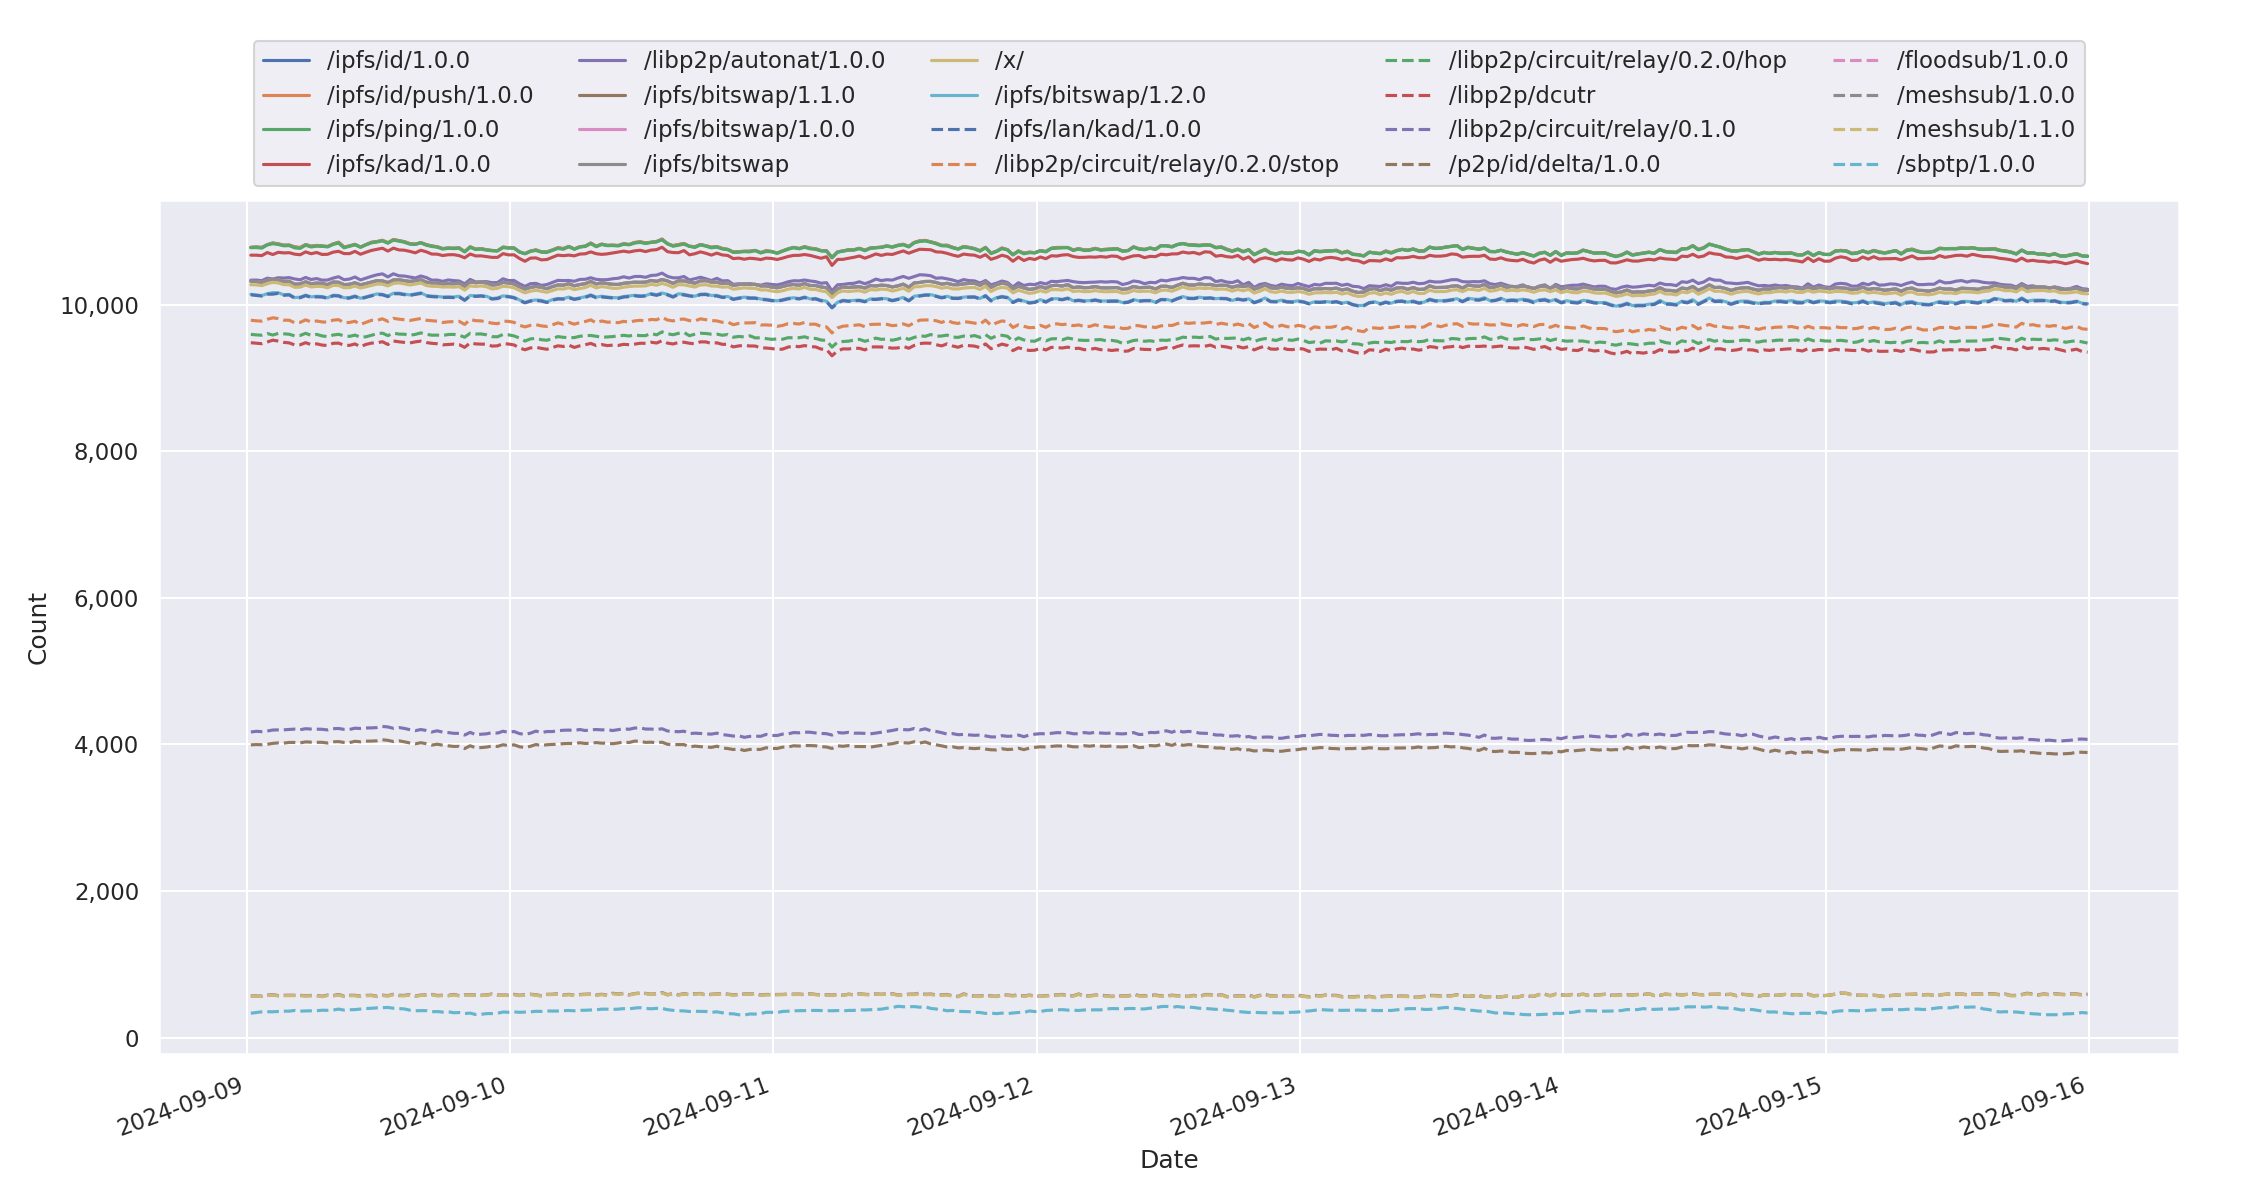 /ipfs/id/1.0.0
/ipfs/id/push/1.0.0
/ipfs/ping/1.0.0
/ipfs/kad/1.0.0
/libp2p/autonat/1.0.0
/ipfs/bitswap/1.1.0
/ipfs/bitswap/1.0.0
/ipfs/bitswap
/x/
/ipfs/bitswap/1.2.0
/ipfs/lan/kad/1.0.0
/libp2p/circuit/relay/0.2.0/stop
/libp2p/circuit/relay/0.2.0/hop
/libp2p/dcutr
/libp2p/circuit/relay/0.1.0
/p2p/id/delta/1.0.0
/floodsub/1.0.0
/meshsub/1.0.0
/meshsub/1.1.0
/sbptp/1.0.0
Count
10,000
8,000
6,000
4,000
2,000
0
2024-09-09
2024-09-10
2024-09-11
2024-09-12
2024-09-13
2024-09-14
2024-09-15
2024-09-16
Date